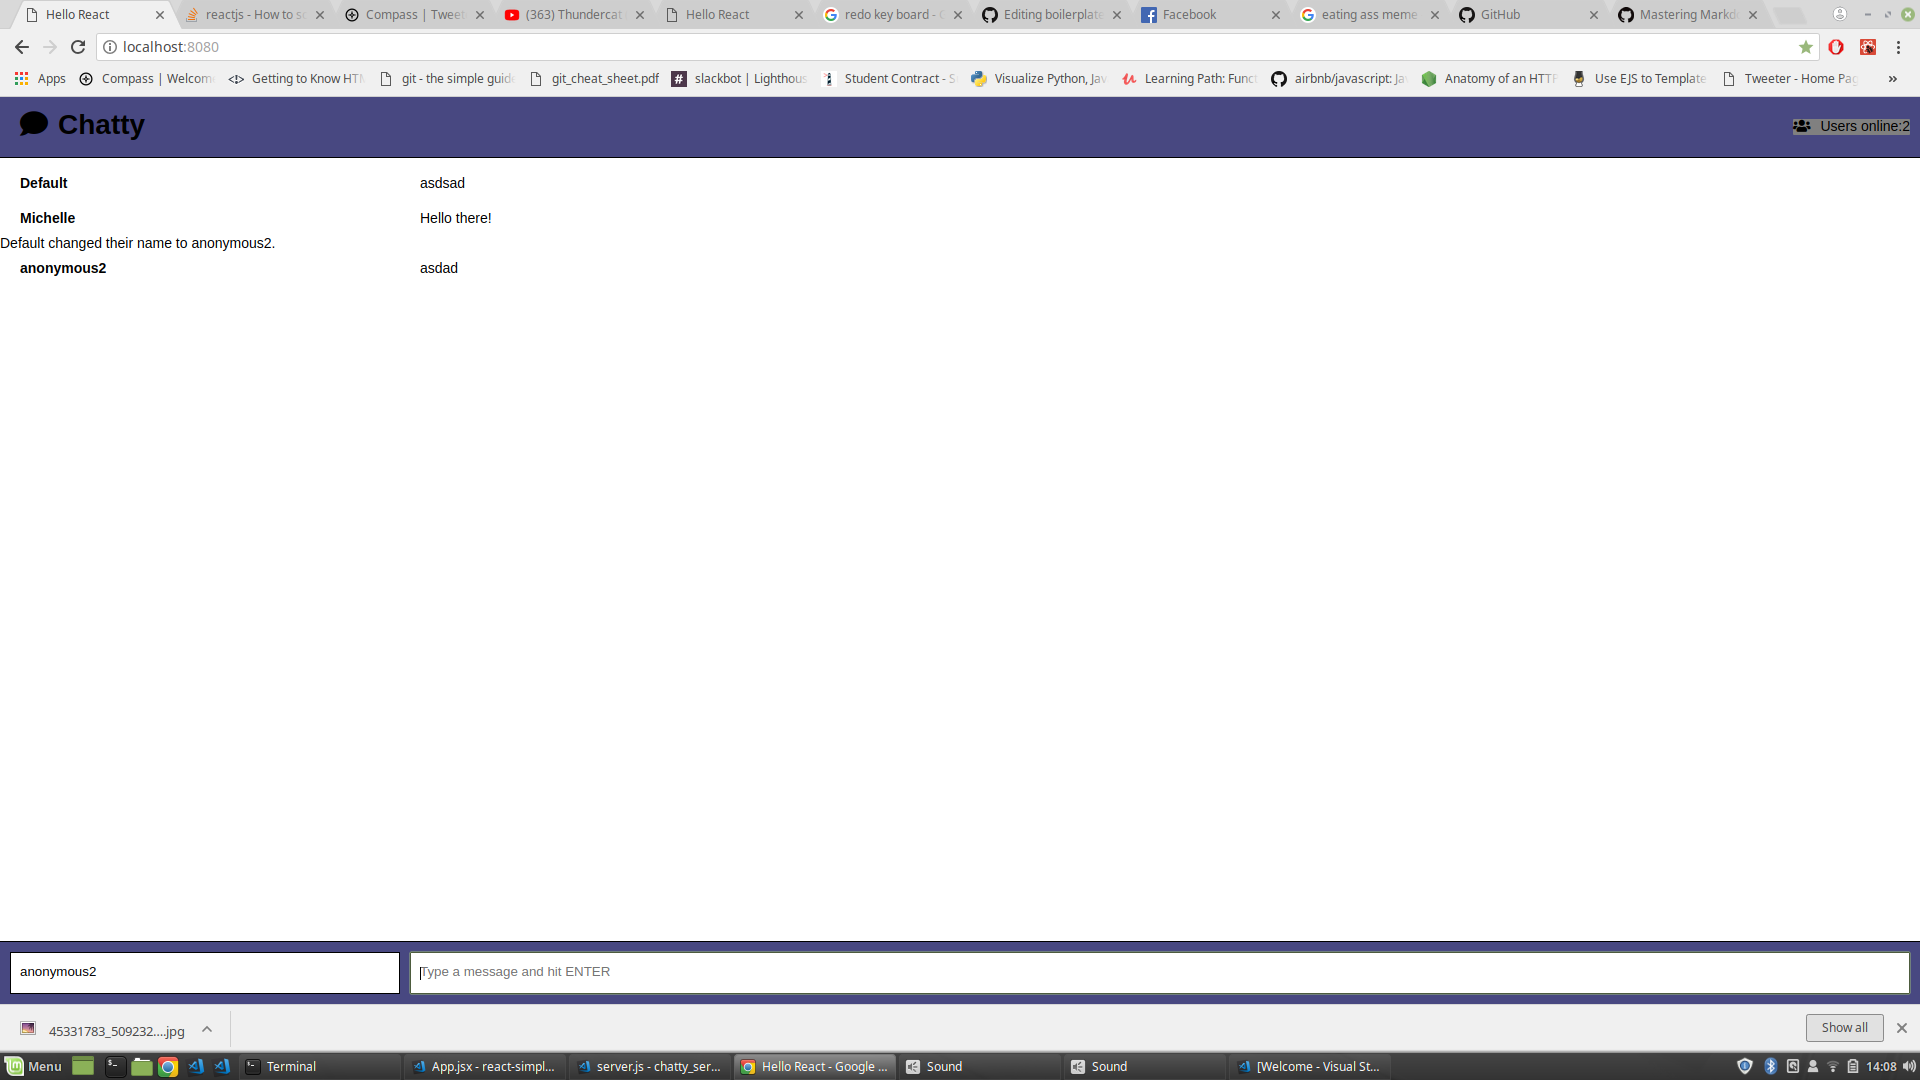 Hello React
reactjs - How to sc
Compass | Tweet
(363) Thundercat
Hello React
redo key board - G
Editing boilerplate
Facebook
eating ass meme
GitHub
Mastering Markd
localhost:8080
Apps
Compass | Welcom
Getting to Know HTM
git - the simple guid
git_cheat_sheet.pdf
slackbot | Lighthous
Student Contract - S
Visualize Python, Jav
Learning Path: Funct
airbnb/javascript: Ja
Anatomy of an HTTP
Use EJS to Template
Tweeter - Home Pag
»
Chatty
Users online:2
Default asdsad
Michelle Hello there!
Default changed their name to anonymous2.
anonymous2 asdad
anonymous2
Type a message and hit ENTER
45331783_509232....jpg
Show all
Menu
Terminal
App.jsx - react-simpl...
server.js - chatty_ser...
Hello React - Google ...
Sound
Sound
[Welcome - Visual St...
14:08